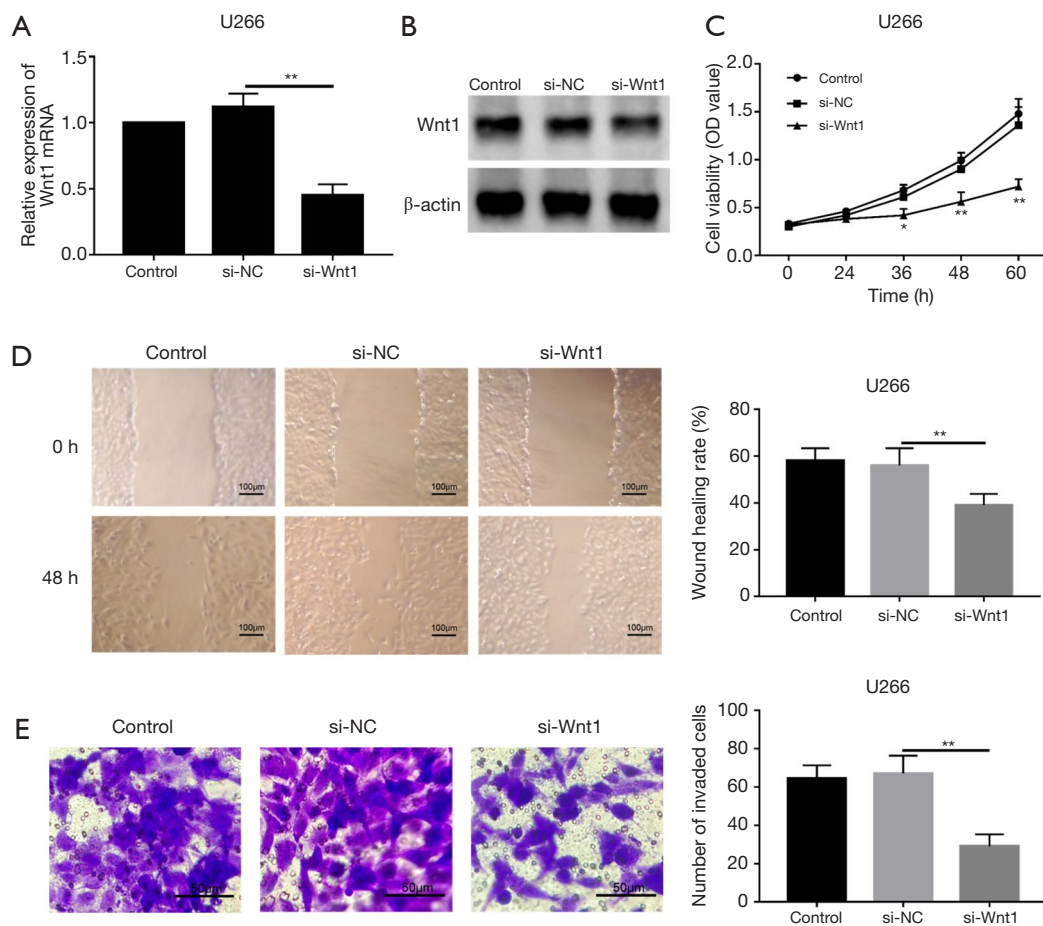 A
U266
Relative expression of
Wnt1 mRNA
1.5
1.0
0.5
0.0
**
Control
si-NC
si-Wnt1
B
Control
si-NC
si-Wnt1
Wnt1
β-actin
C
U266
Cell viability (OD value)
2.0
1.5
1.0
0.5
0.0
Control
si-NC
si-Wnt1
*
**
**
0
24
36
48
60
Time (h)
D
Control
si-NC
si-Wnt1
0 h
100μm
100μm
100μm
48 h
100μm
100μm
100μm
U266
Wound healing rate (%)
80
60
40
20
0
**
Control
si-NC
si-Wnt1
E
Control
si-NC
si-Wnt1
50μm
50μm
50μm
U266
Number of invaded cells
100
80
60
40
20
0
**
Control
si-NC
si-Wnt1